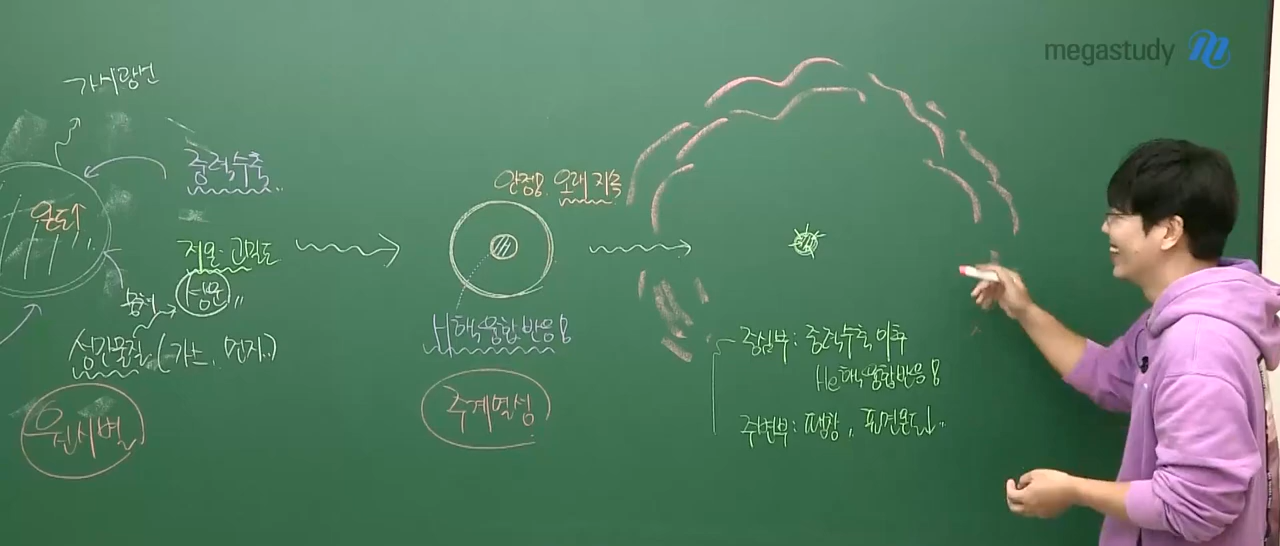 megastudy
가시광선
온도↑
중력수축
저온·고밀도
성운
성간물질(가스, 먼지..)
원시별
안정!, 오래 지속
H핵융합반응!
주계열성
중심부: 중력수축 이후
He핵융합반응!
주변부: 팽창, 표면온도↓